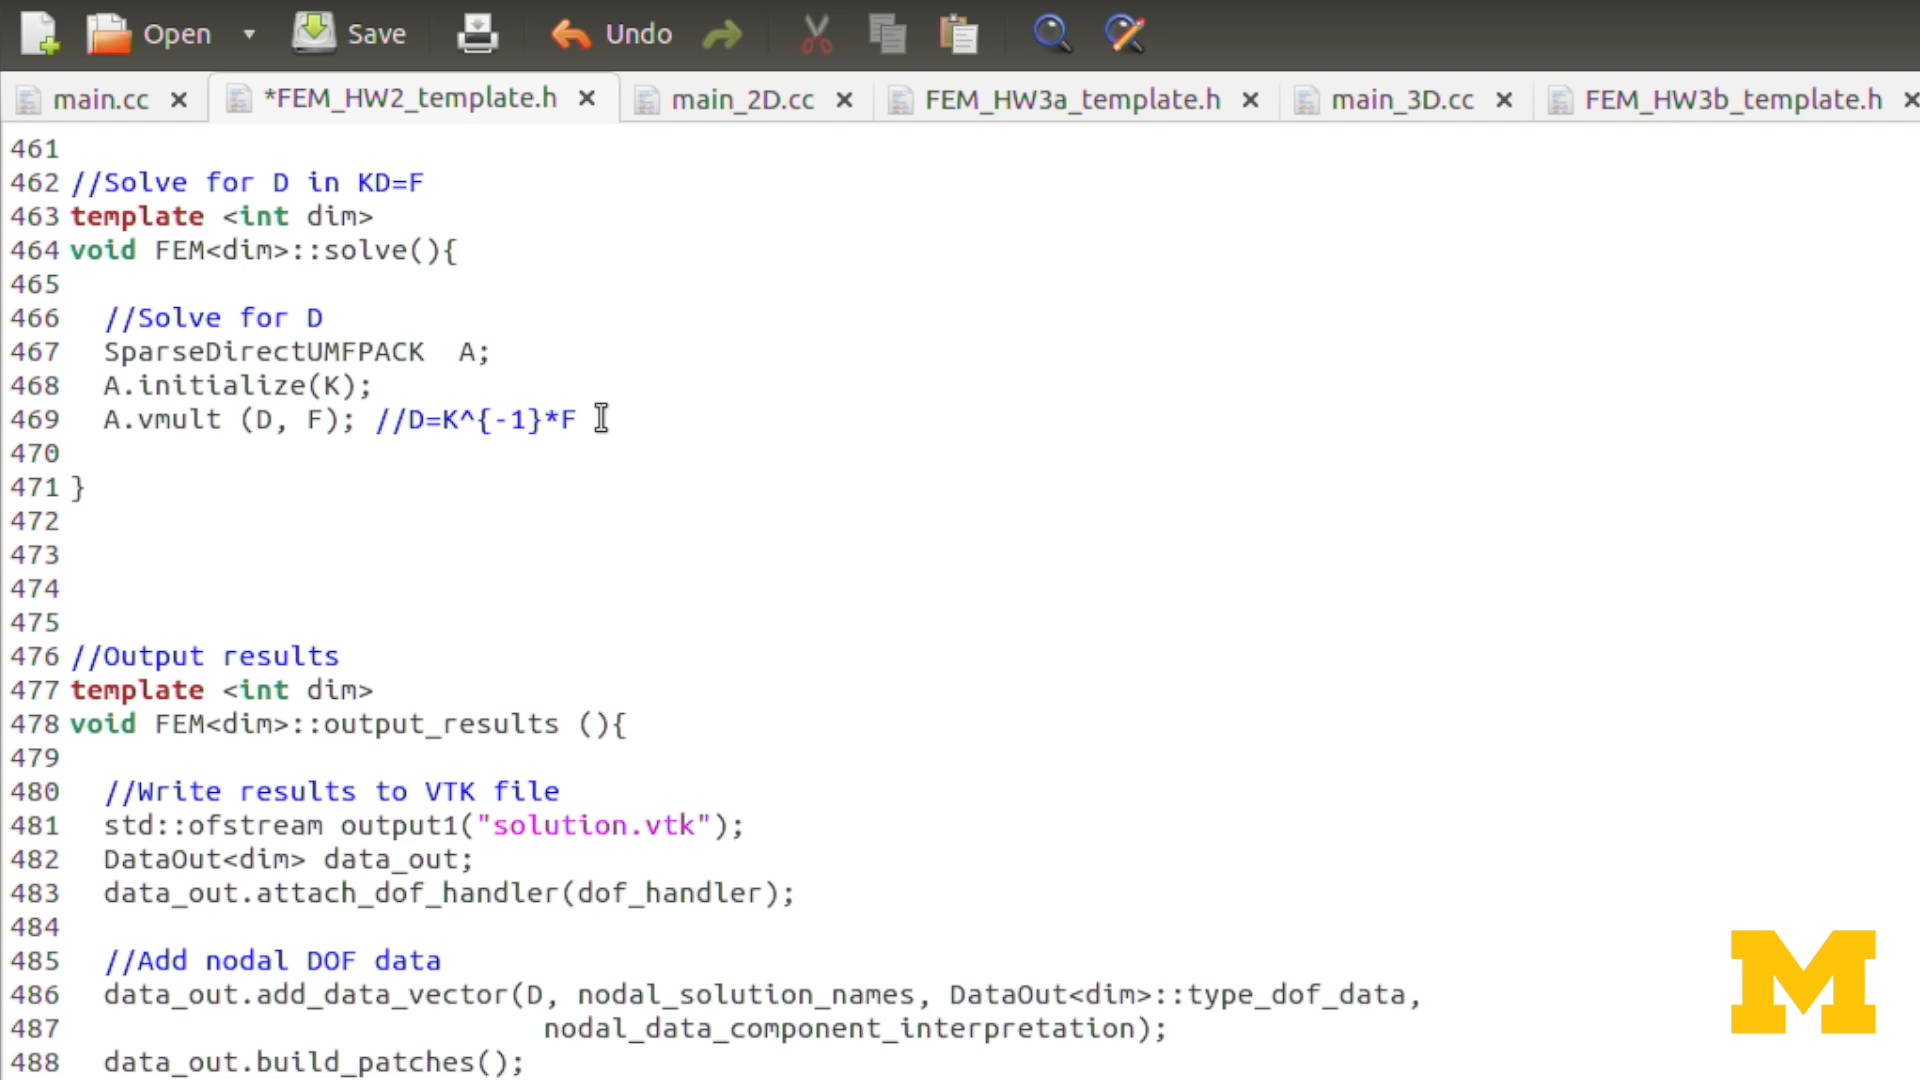 Open Save Undo
main.cc *FEM_HW2_template.h main_2D.cc FEM_HW3a_template.h main_3D.cc FEM_HW3b_template.h
461
462 //Solve for D in KD=F
463 template <int dim>
464 void FEM<dim>::solve(){
465
466   //Solve for D
467   SparseDirectUMFPACK  A;
468   A.initialize(K);
469   A.vmult (D, F); //D=K^{-1}*F
470
471 }
472
473
474
475
476 //Output results
477 template <int dim>
478 void FEM<dim>::output_results (){
479
480   //Write results to VTK file
481   std::ofstream output1("solution.vtk");
482   DataOut<dim> data_out;
483   data_out.attach_dof_handler(dof_handler);
484
485   //Add nodal DOF data
486   data_out.add_data_vector(D, nodal_solution_names, DataOut<dim>::type_dof_data,
487                             nodal_data_component_interpretation);
488   data_out.build_patches();
M